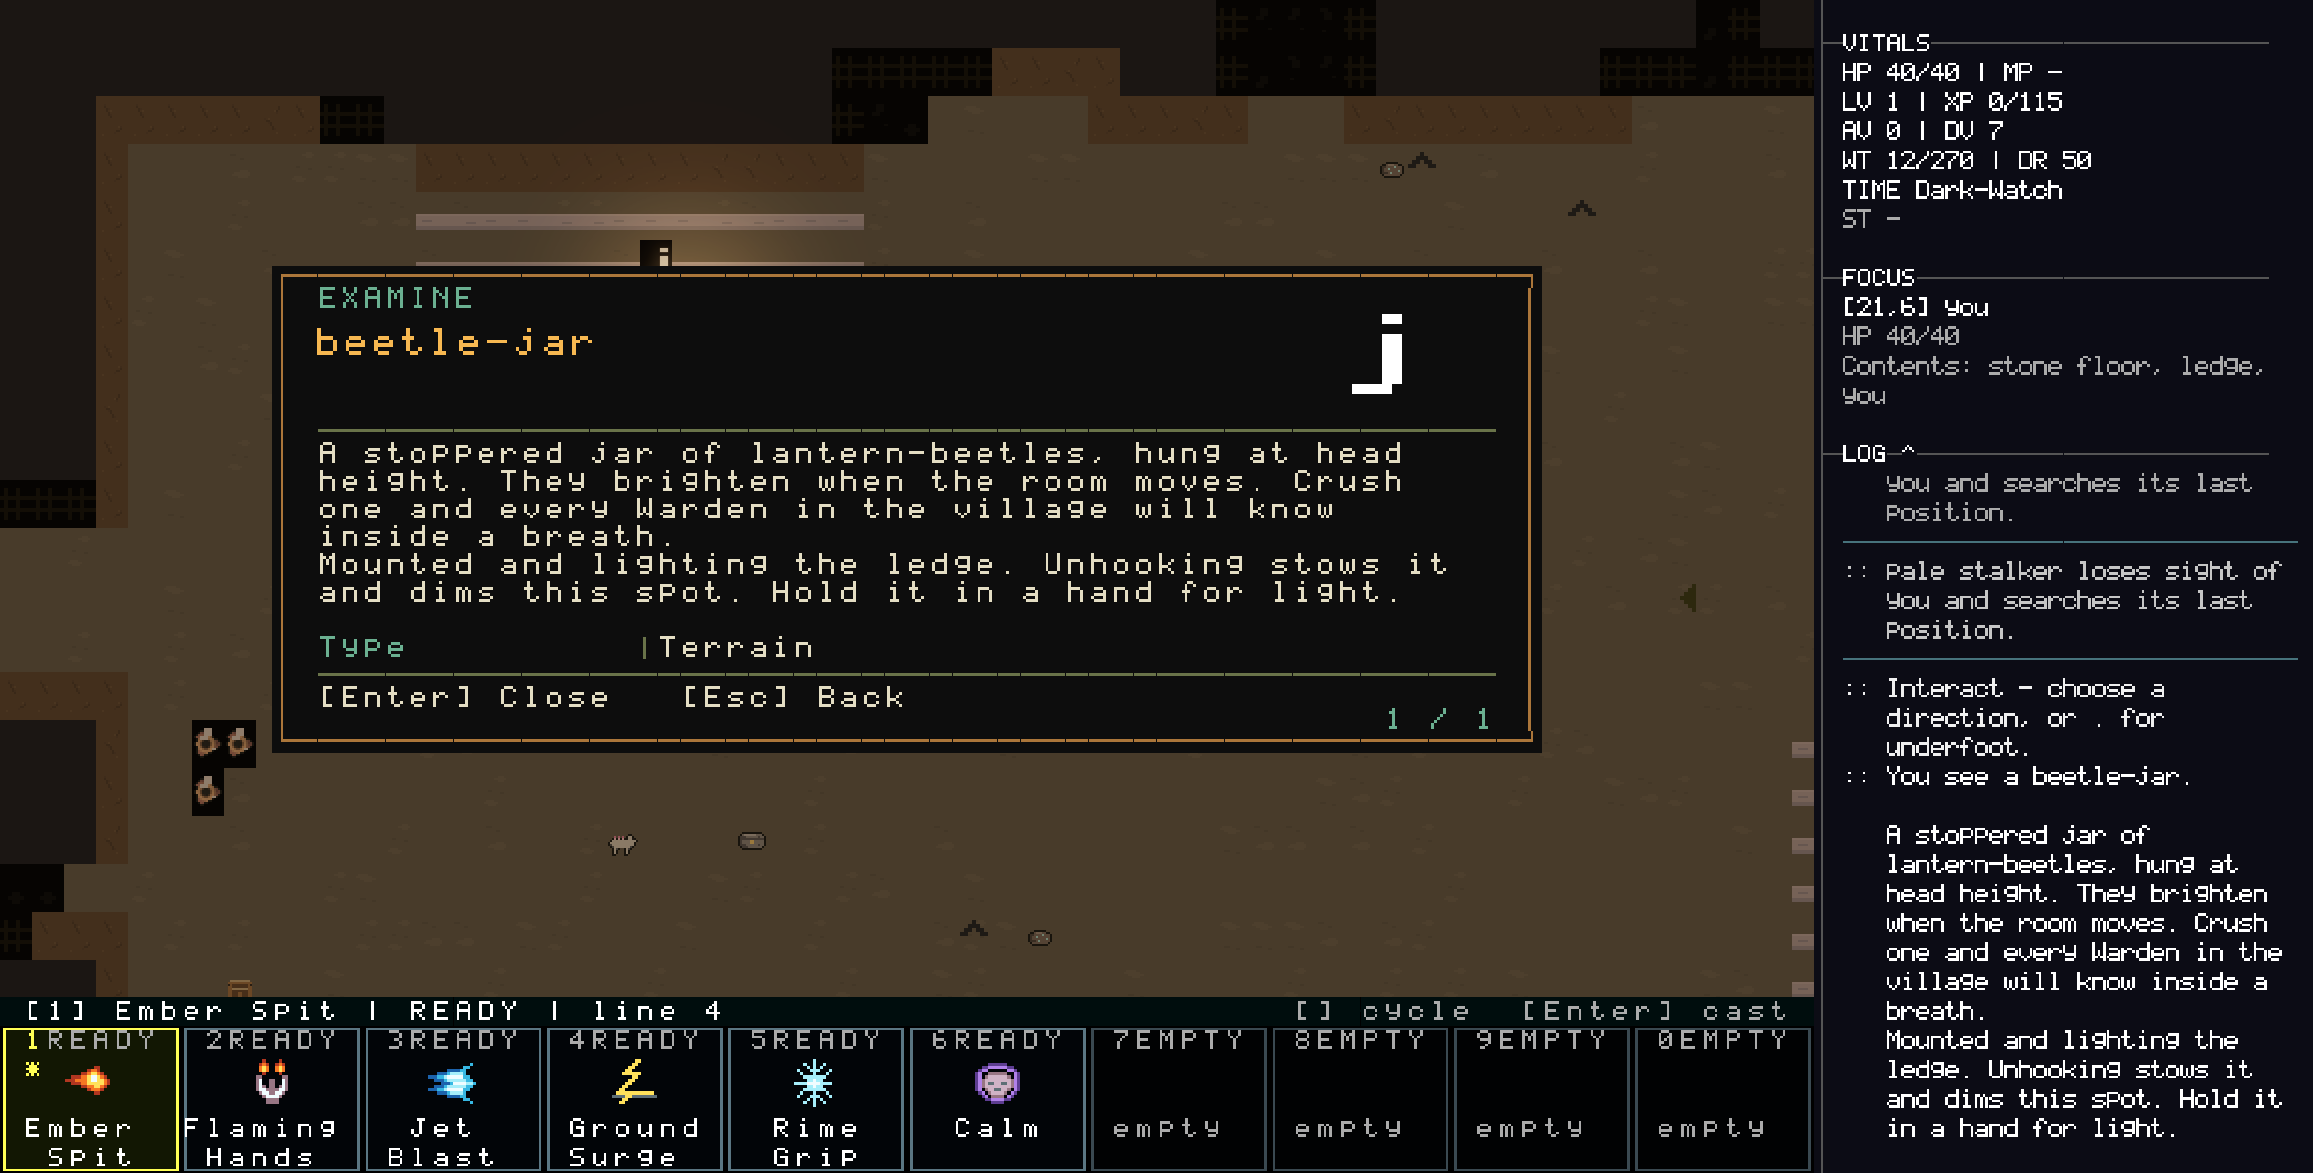 EXAMINE
beetle-jar
j
A stoppered jar of lantern-beetles, hung at head
height. They brighten when the room moves. Crush
one and every Warden in the village will know
inside a breath.
Mounted and lighting the ledge. Unhooking stows it
and dims this spot. Hold it in a hand for light.
Type | Terrain
[Enter] Close [Esc] Back
1 / 1
[1] Ember Spit | READY | line 4
[] cycle [Enter] cast
1READY 2READY 3READY 4READY 5READY 6READY 7EMPTY 8EMPTY 9EMPTY 0EMPTY
Ember Flaming Jet Ground Rime Calm empty empty empty empty
Spit Hands Blast Surge Grip
VITALS
HP 40/40 | MP -
LV 1 | XP 0/115
AV 0 | DV 7
WT 12/270 | DR 50
TIME Dark-Watch
ST -
FOCUS
[21,6] You
HP 40/40
Contents: stone floor, ledge,
you
LOG ^
you and searches its last
position.
:: pale stalker loses sight of
you and searches its last
position.
:: Interact - choose a
direction, or . for
underfoot.
:: You see a beetle-jar.
A stoppered jar of
lantern-beetles, hung at
head height. They brighten
when the room moves. Crush
one and every Warden in the
village will know inside a
breath.
Mounted and lighting the
ledge. Unhooking stows it
and dims this spot. Hold it
in a hand for light.